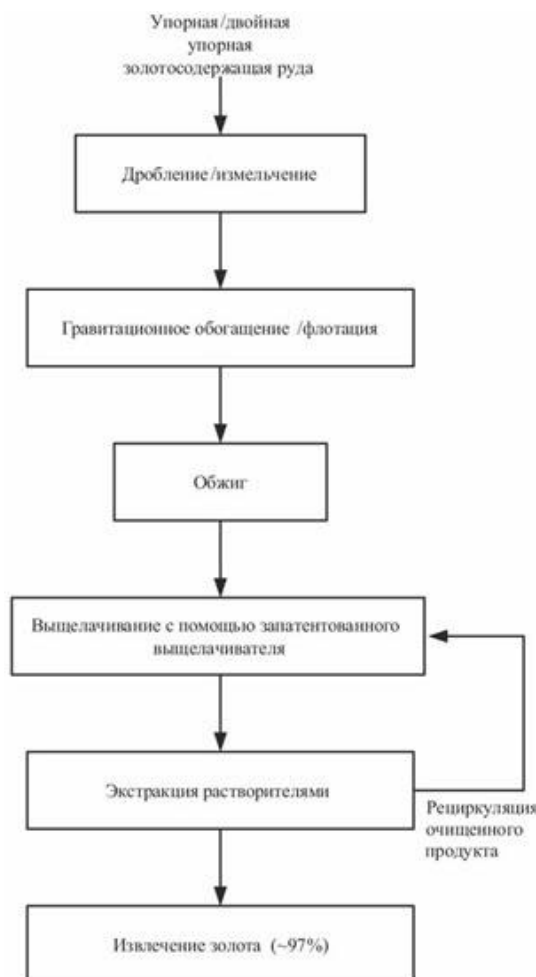 Упорная/двойная
упорная
золотосодержащая руда
Дробление/измельчение
Гравитационное обогащение /флотация
Обжиг
Выщелачивание с помощью запатентованного
выщелачивателя
Экстракция растворителями
Рециркуляция
очищенного
продукта
Извлечение золота (~97%)